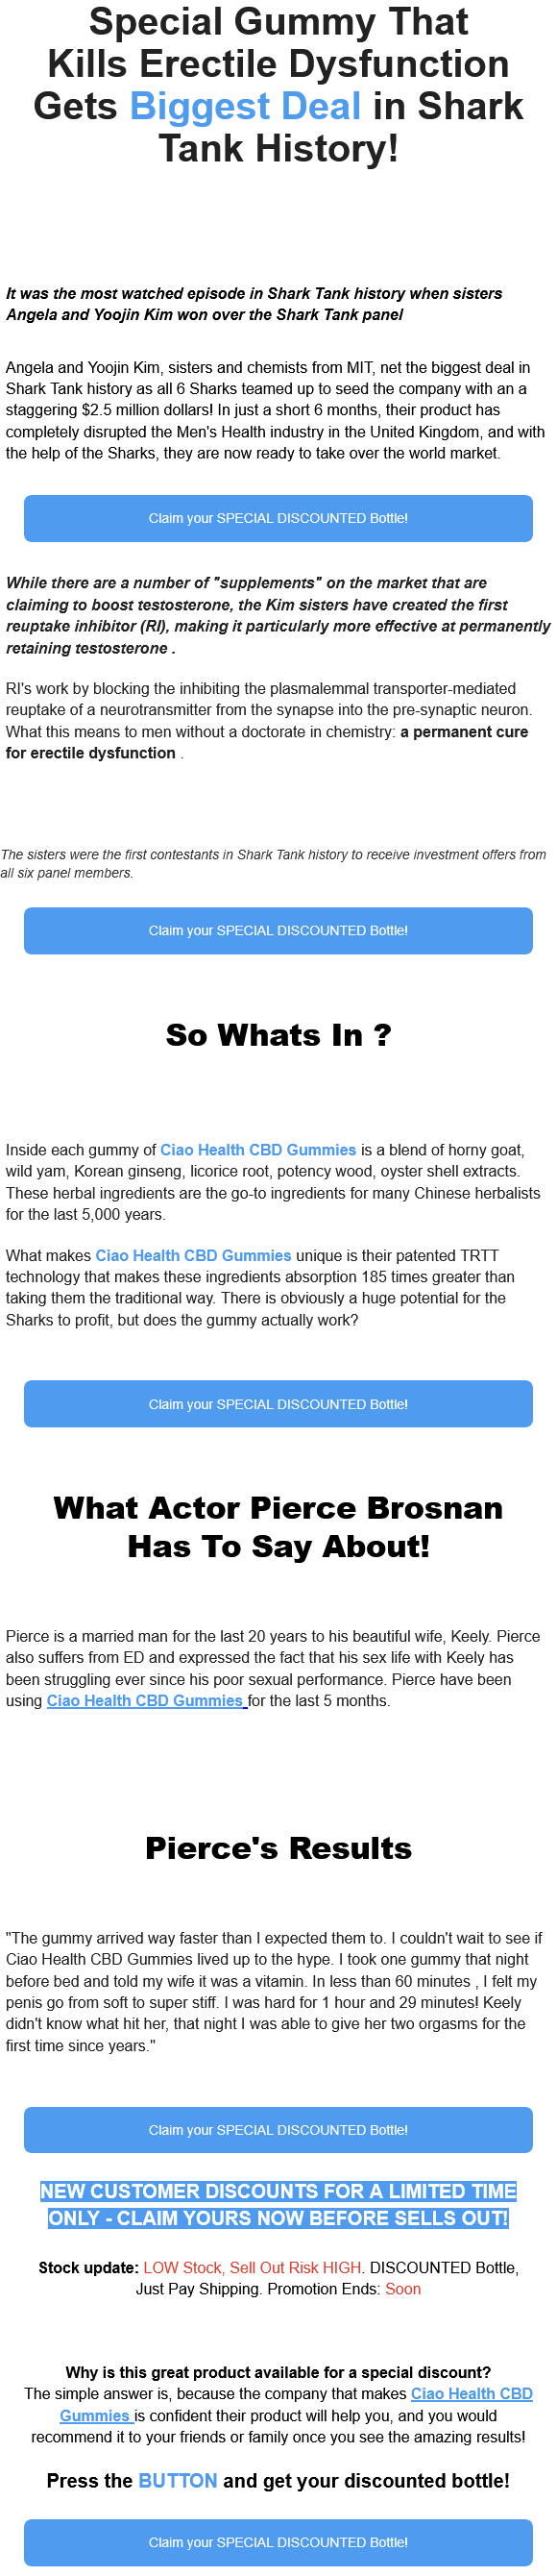 Special Gummy That
Kills Erectile Dysfunction
Gets Biggest Deal in Shark
Tank History!
It was the most watched episode in Shark Tank history when sisters
Angela and Yoojin Kim won over the Shark Tank panel
Angela and Yoojin Kim, sisters and chemists from MIT, net the biggest deal in
Shark Tank history as all 6 Sharks teamed up to seed the company with an a
staggering $2.5 million dollars! In just a short 6 months, their product has
completely disrupted the Men's Health industry in the United Kingdom, and with
the help of the Sharks, they are now ready to take over the world market.
Claim your SPECIAL DISCOUNTED Bottle!
While there are a number of "supplements" on the market that are
claiming to boost testosterone, the Kim sisters have created the first
reuptake inhibitor (RI), making it particularly more effective at permanently
retaining testosterone .
RI's work by blocking the inhibiting the plasmalemmal transporter-mediated
reuptake of a neurotransmitter from the synapse into the pre-synaptic neuron.
What this means to men without a doctorate in chemistry: a permanent cure
for erectile dysfunction .
The sisters were the first contestants in Shark Tank history to receive investment offers from
all six panel members.
Claim your SPECIAL DISCOUNTED Bottle!
So Whats In ?
Inside each gummy of Ciao Health CBD Gummies is a blend of horny goat,
wild yam, Korean ginseng, licorice root, potency wood, oyster shell extracts.
These herbal ingredients are the go-to ingredients for many Chinese herbalists
for the last 5,000 years.
What makes Ciao Health CBD Gummies unique is their patented TRTT
technology that makes these ingredients absorption 185 times greater than
taking them the traditional way. There is obviously a huge potential for the
Sharks to profit, but does the gummy actually work?
Claim your SPECIAL DISCOUNTED Bottle!
What Actor Pierce Brosnan
Has To Say About!
Pierce is a married man for the last 20 years to his beautiful wife, Keely. Pierce
also suffers from ED and expressed the fact that his sex life with Keely has
been struggling ever since his poor sexual performance. Pierce have been
using Ciao Health CBD Gummies for the last 5 months.
Pierce's Results
"The gummy arrived way faster than I expected them to. I couldn't wait to see if
Ciao Health CBD Gummies lived up to the hype. I took one gummy that night
before bed and told my wife it was a vitamin. In less than 60 minutes , I felt my
penis go from soft to super stiff. I was hard for 1 hour and 29 minutes! Keely
didn't know what hit her, that night I was able to give her two orgasms for the
first time since years."
Claim your SPECIAL DISCOUNTED Bottle!
NEW CUSTOMER DISCOUNTS FOR A LIMITED TIME
ONLY - CLAIM YOURS NOW BEFORE SELLS OUT!
Stock update: LOW Stock, Sell Out Risk HIGH. DISCOUNTED Bottle,
Just Pay Shipping. Promotion Ends: Soon
Why is this great product available for a special discount?
The simple answer is, because the company that makes Ciao Health CBD
Gummies is confident their product will help you, and you would
recommend it to your friends or family once you see the amazing results!
Press the BUTTON and get your discounted bottle!
Claim your SPECIAL DISCOUNTED Bottle!